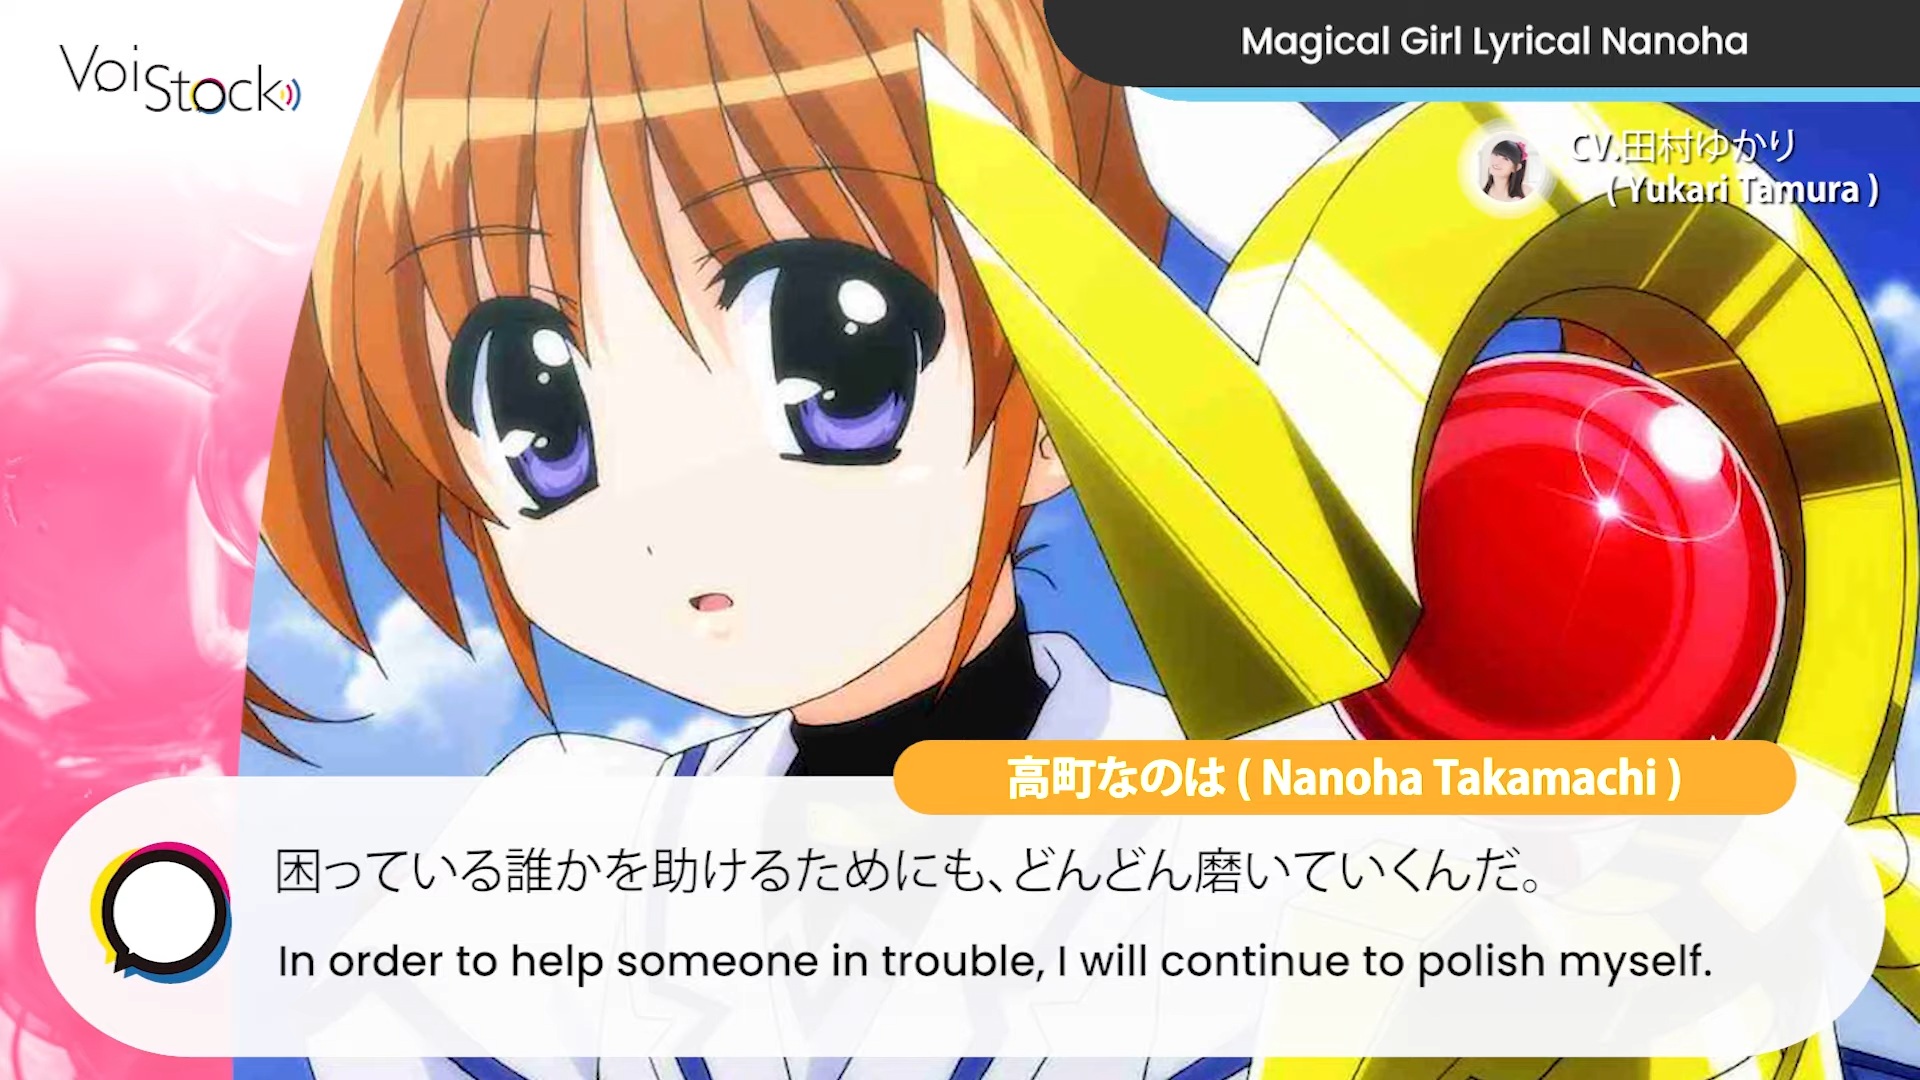 VoiStock
Magical Girl Lyrical Nanoha
CV.田村ゆかり
( Yukari Tamura )
高町なのは ( Nanoha Takamachi )
困っている誰かを助けるためにも、どんどん磨いていくんだ。
In order to help someone in trouble, I will continue to polish myself.